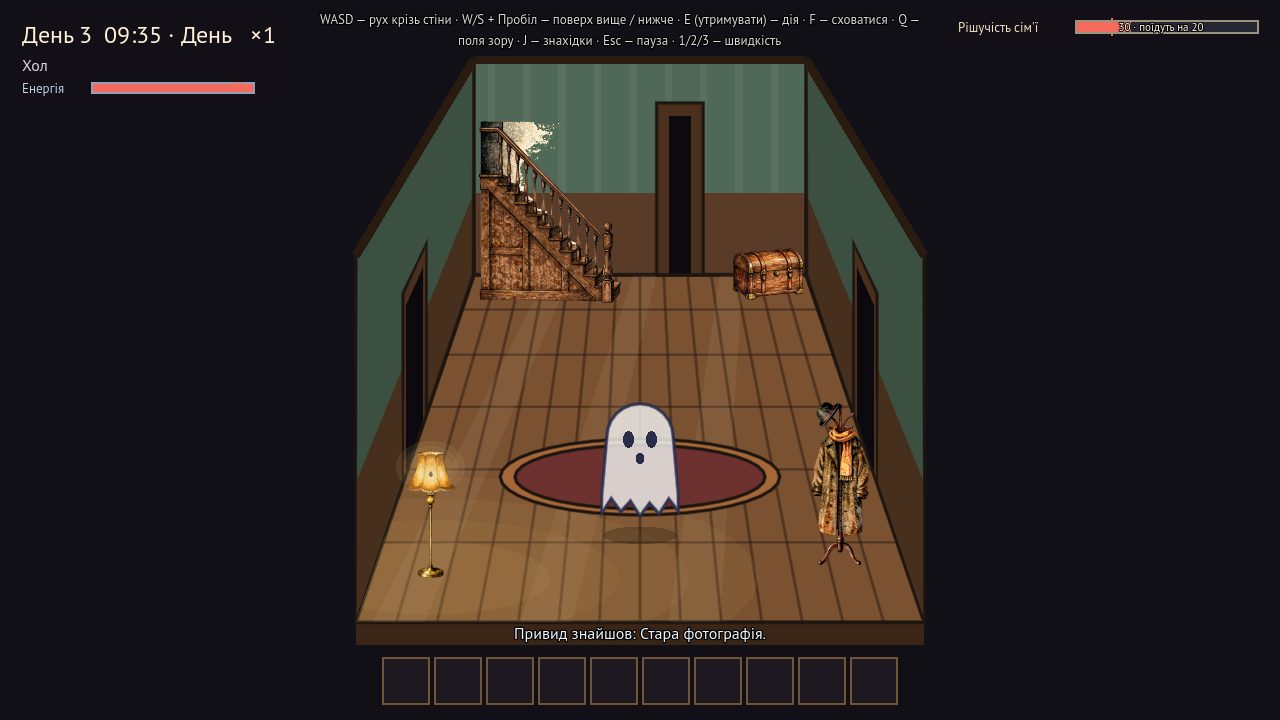 День 3 09:35 · День ×1
Хол
Енергія
WASD — рух крізь стіни · W/S + Пробіл — поверх вище / нижче · E (утримувати) — дія · F — сховатися · Q —
поля зору · J — знахідки · Esc — пауза · 1/2/3 — швидкість
Рішучість сім'ї
30 · поїдуть на 20
Привид знайшов: Стара фотографія.